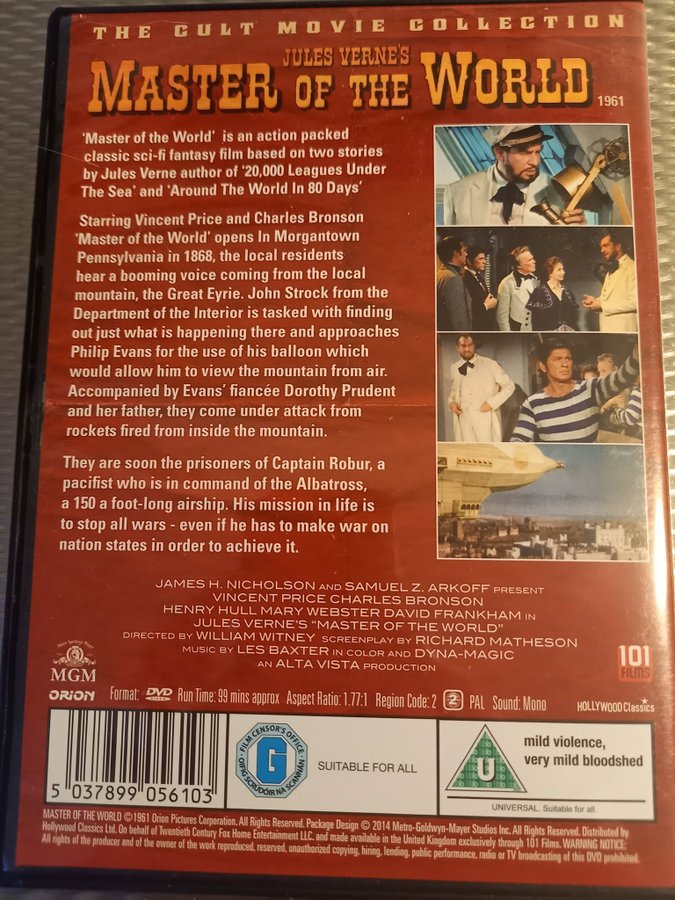 THE CULT MOVIE COLLECTION
JULES VERNE'S
MASTER OF THE WORLD 1961
'Master of the World' is an action packed
classic sci-fi fantasy film based on two stories
by Jules Verne author of '20,000 Leagues Under
The Sea' and 'Around The World In 80 Days'
Starring Vincent Price and Charles Bronson
'Master of the World' opens In Morgantown
Pennsylvania in 1868, the local residents
hear a booming voice coming from the local
mountain, the Great Eyrie. John Strock from the
Department of the Interior is tasked with finding
out just what is happening there and approaches
Philip Evans for the use of his balloon which
would allow him to view the mountain from air.
Accompanied by Evans' fiancée Dorothy Prudent
and her father, they come under attack from
rockets fired from inside the mountain.
They are soon the prisoners of Captain Robur, a
pacifist who is in command of the Albatross,
a 150 a foot-long airship. His mission in life is
to stop all wars - even if he has to make war on
nation states in order to achieve it.
JAMES H. NICHOLSON AND SAMUEL Z. ARKOFF PRESENT
VINCENT PRICE CHARLES BRONSON
HENRY HULL MARY WEBSTER DAVID FRANKHAM IN
JULES VERNE'S "MASTER OF THE WORLD"
DIRECTED BY WILLIAM WITNEY SCREENPLAY BY RICHARD MATHESON
MUSIC BY LES BAXTER IN COLOR AND DYNA-MAGIC
AN ALTA VISTA PRODUCTION
MGM
ORION
101
FILMS
Format: DVD Run Time: 99 mins approx Aspect Ratio: 1.77:1 Region Code: 2 2 PAL Sound: Mono
HOLLYWOOD Classics
5 037899 056103
FILM CENSOR'S OFFICE
OIFIG SCRÚDÓIR NA SCANNÁN
G
SUITABLE FOR ALL
U
mild violence,
very mild bloodshed
UNIVERSAL. Suitable for all.
MASTER OF THE WORLD ©1961 Orion Pictures Corporation. All Rights Reserved. Package Design © 2014 Metro-Goldwyn-Mayer Studios Inc. All Rights Reserved. Distributed by
Hollywood Classics Ltd. On behalf of Twentieth Century Fox Home Entertainment LLC. and made available in the United Kingdom exclusively through 101 Films. WARNING NOTICE:
All rights of the producer and of the owner of the work reproduced, reserved, unauthorized copying, hiring, lending, public performance, radio or TV broadcasting of this DVD prohibited.